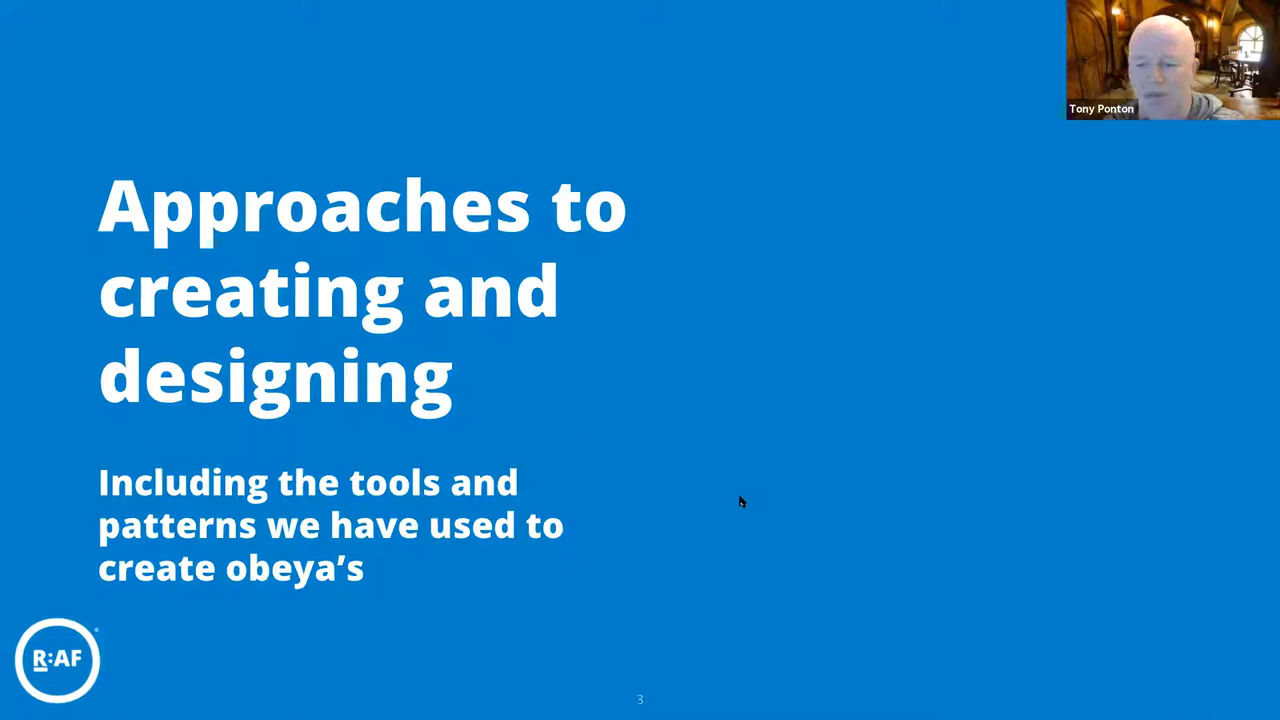 Tony Ponton
Approaches to
creating and
designing
Including the tools and
patterns we have used to
create obeya’s
R:AF
3